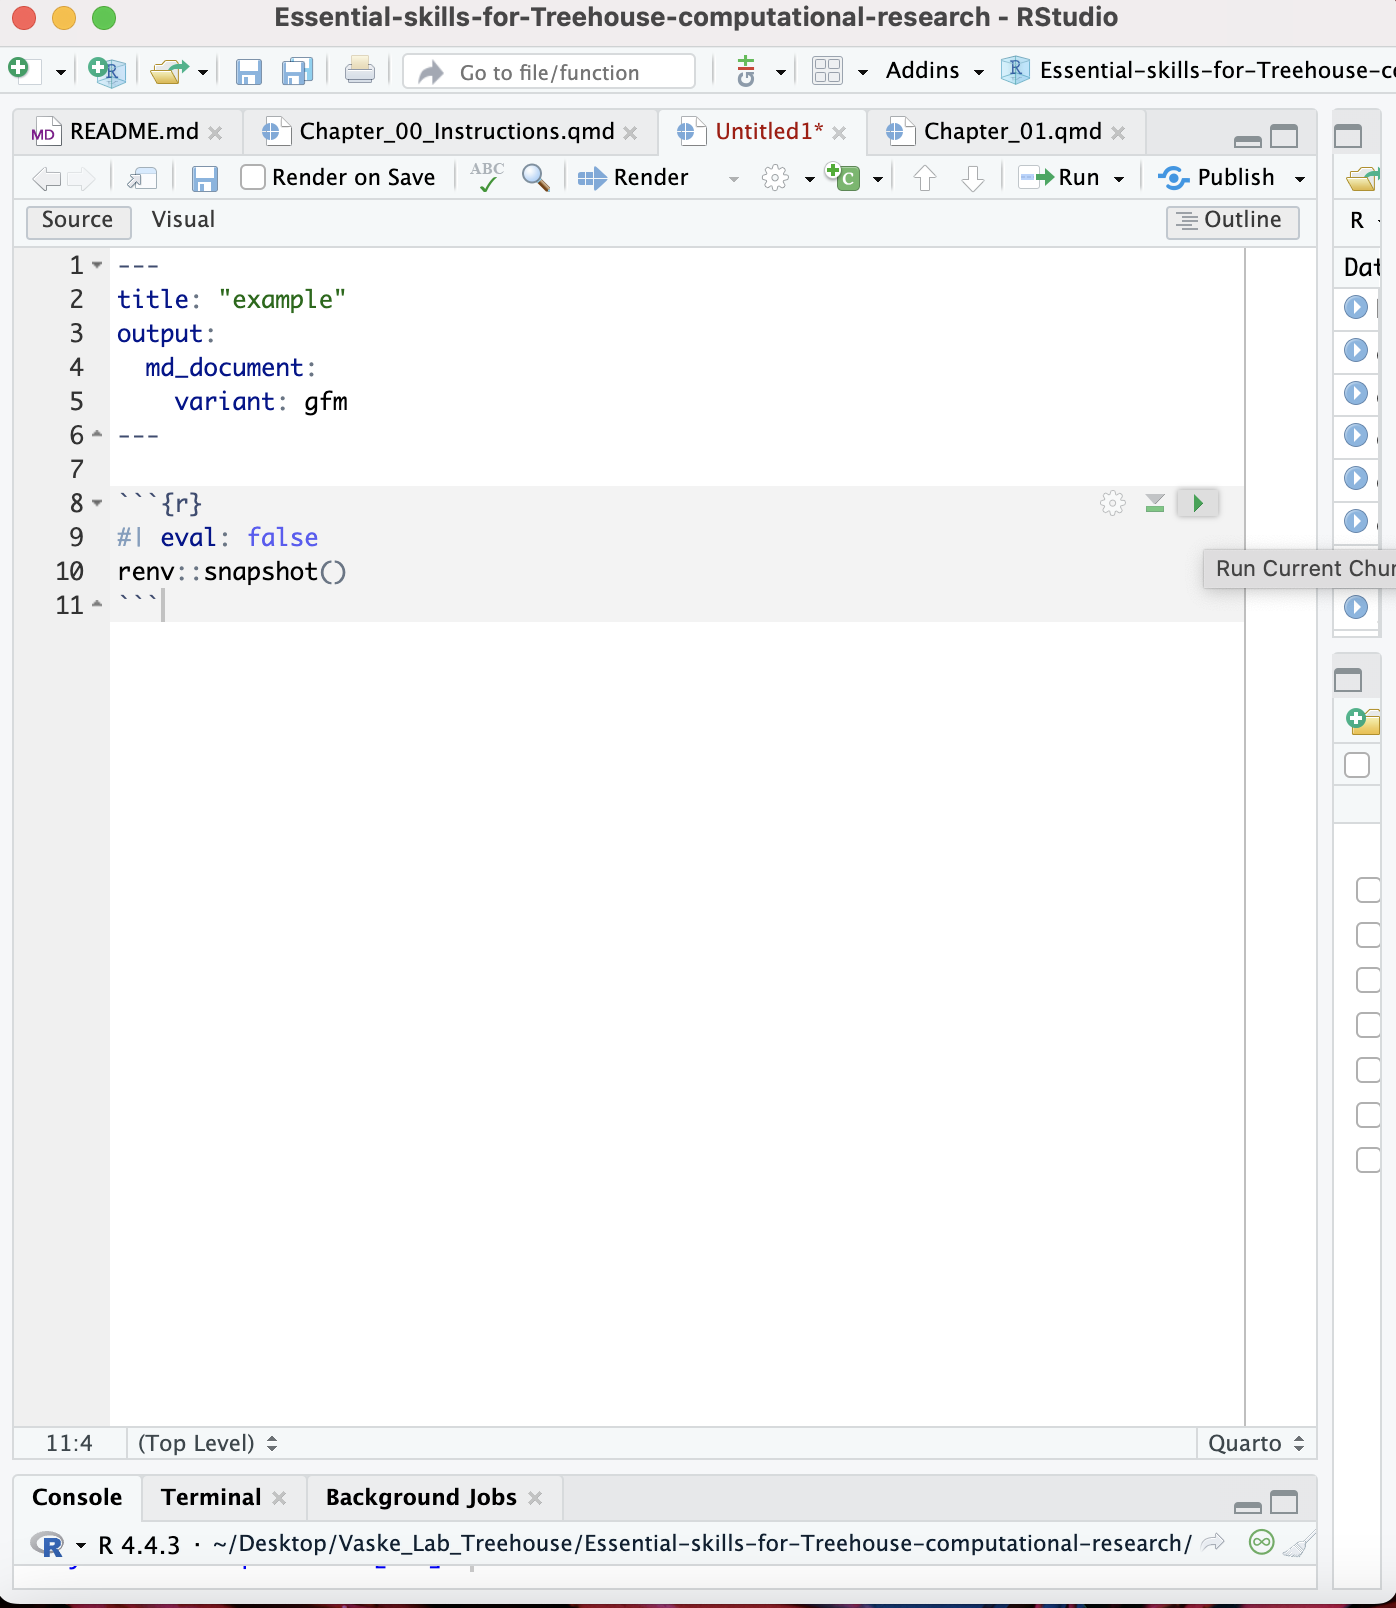 Essential-skills-for-Treehouse-computational-research - RStudio
Go to file/function
Addins
Essential-skills-for-Treehouse-c
README.md
Chapter_00_Instructions.qmd
Untitled1*
Chapter_01.qmd
Render on Save
ABC
Render
Run
Publish
Source
Visual
Outline
R
Dat
1 ---
2 title: "example"
3 output:
4 md_document:
5 variant: gfm
6 ---
7
8 ```{r}
9 #| eval: false
10 renv::snapshot()
11 ```
Run Current Chu
11:4
(Top Level)
Quarto
Console
Terminal
Background Jobs
R 4.4.3 · ~/Desktop/Vaske_Lab_Treehouse/Essential-skills-for-Treehouse-computational-research/